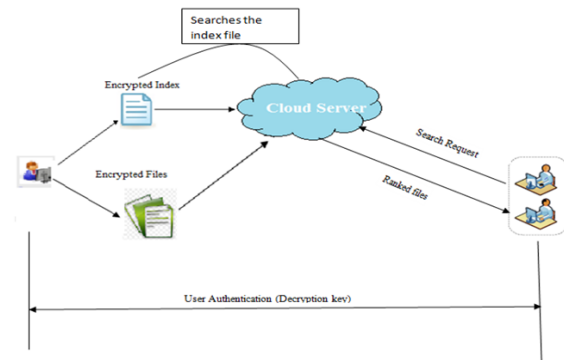 Searches the
index file
Encrypted Index
Cloud Server
Search Request
Encrypted Files
Ranked files
User Authentication (Decryption key)